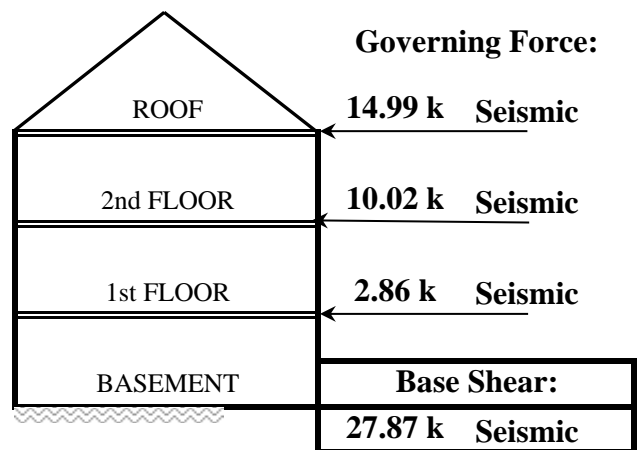 Governing Force:
ROOF 14.99 k Seismic
2nd FLOOR 10.02 k Seismic
1st FLOOR 2.86 k Seismic
BASEMENT Base Shear:
27.87 k Seismic